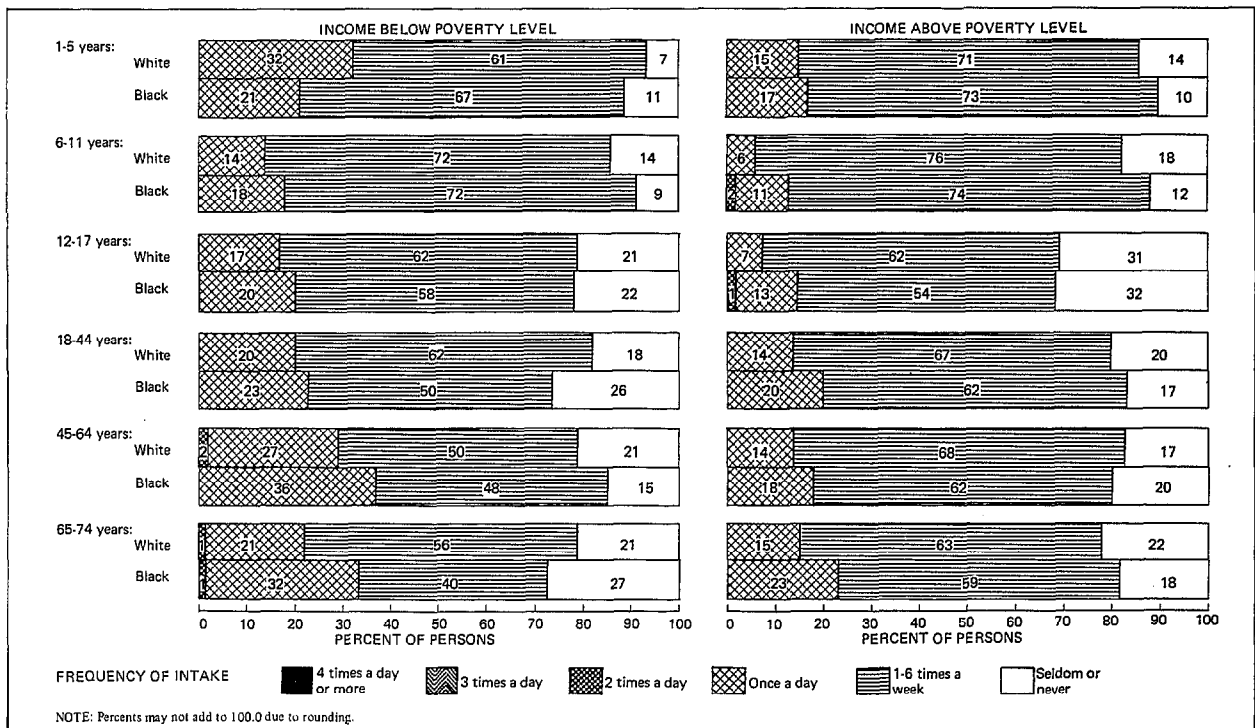 INCOME BELOW POVERTY LEVEL INCOME ABOVE POVERTY LEVEL
1-5 years:
White 32 61 7 15 71 14
Black 21 67 11 17 73 10
6-11 years:
White 14 72 14 6 76 18
Black 18 72 9 11 74 12
12-17 years:
White 17 62 21 7 62 31
Black 20 58 22 1 13 54 32
18-44 years:
White 20 62 18 14 67 20
Black 23 50 26 20 62 17
45-64 years:
White 2 27 50 21 14 68 17
Black 36 48 15 18 62 20
65-74 years:
White 1 21 56 21 15 63 22
Black 1 32 40 27 23 59 18
0 10 20 30 40 50 60 70 80 90 100 0 10 20 30 40 50 60 70 80 90 100
PERCENT OF PERSONS PERCENT OF PERSONS
FREQUENCY OF INTAKE 4 times a day or more 3 times a day 2 times a day Once a day 1-6 times a week Seldom or never
NOTE: Percents may not add to 100.0 due to rounding.